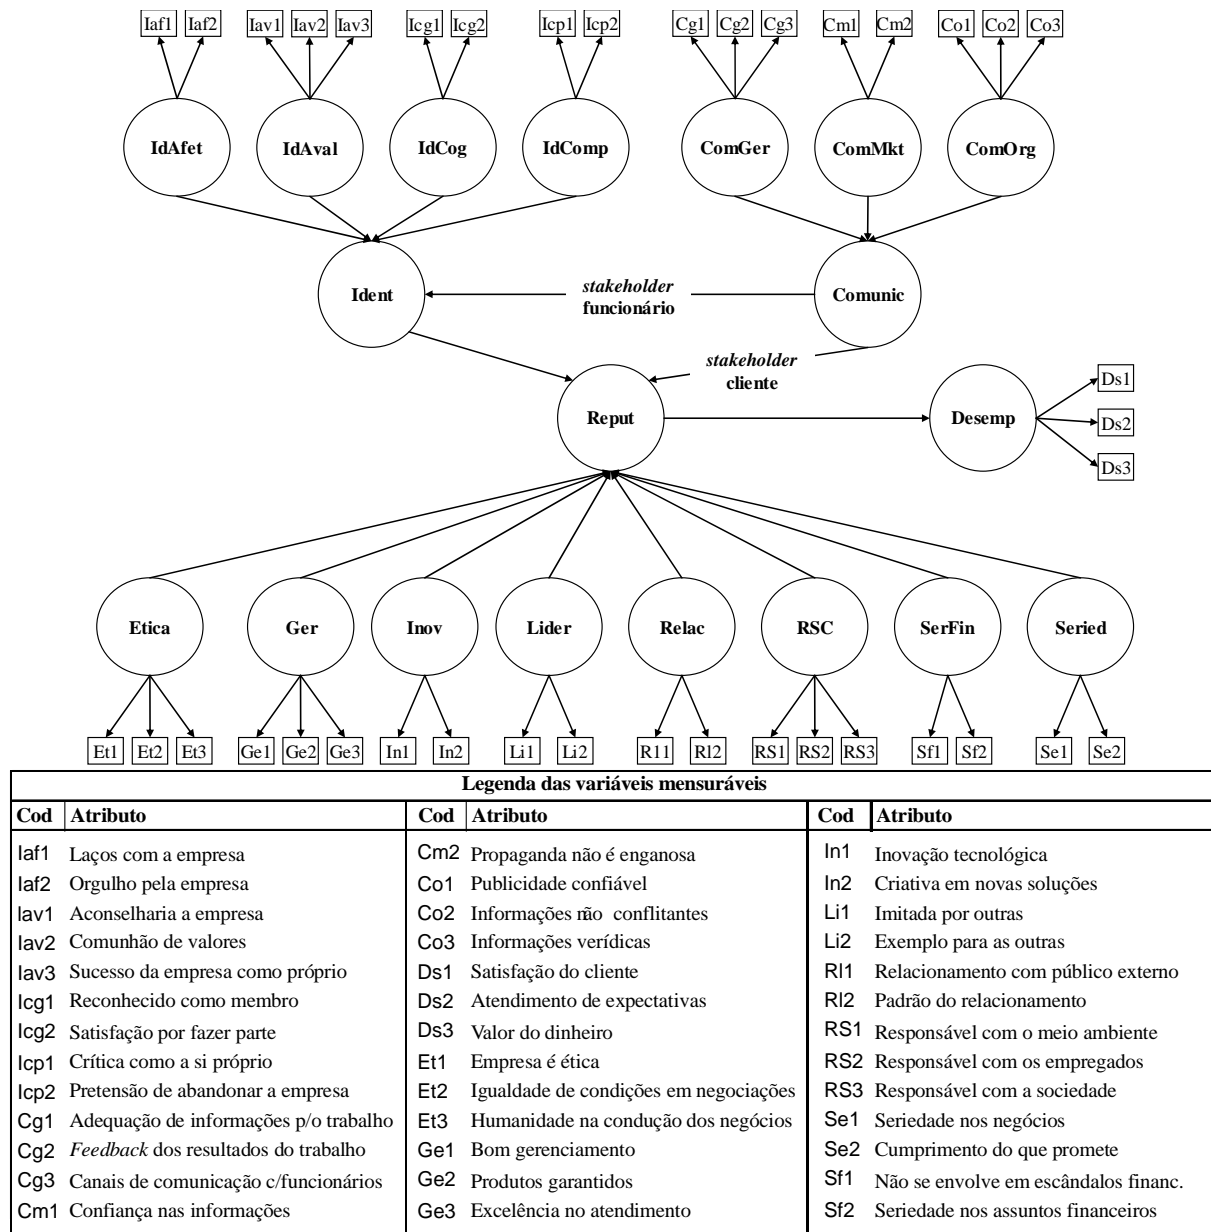 Iaf1 Iaf2 Iav1 Iav2 Iav3 Icg1 Icg2 Icp1 Icp2 Cg1 Cg2 Cg3 Cm1 Cm2 Co1 Co2 Co3
IdAfet IdAval IdCog IdComp ComGer ComMkt ComOrg
Ident stakeholder funcionário Comunic
stakeholder cliente
Reput Desemp
Ds1
Ds2
Ds3
Etica Ger Inov Lider Relac RSC SerFin Seried
Et1 Et2 Et3 Ge1 Ge2 Ge3 In1 In2 Li1 Li2 R11 Rl2 RS1 RS2 RS3 Sf1 Sf2 Se1 Se2
Legenda das variáveis mensuráveis
Cod Atributo Cod Atributo Cod Atributo
Iaf1 Laços com a empresa Cm2 Propaganda não é enganosa In1 Inovação tecnológica
Iaf2 Orgulho pela empresa Co1 Publicidade confiável In2 Criativa em novas soluções
Iav1 Aconselharia a empresa Co2 Informações não conflitantes Li1 Imitada por outras
Iav2 Comunhão de valores Co3 Informações verídicas Li2 Exemplo para as outras
Iav3 Sucesso da empresa como próprio Ds1 Satisfação do cliente Rl1 Relacionamento com público externo
Icg1 Reconhecido como membro Ds2 Atendimento de expectativas Rl2 Padrão do relacionamento
Icg2 Satisfação por fazer parte Ds3 Valor do dinheiro RS1 Responsável com o meio ambiente
Icp1 Crítica como a si próprio Et1 Empresa é ética RS2 Responsável com os empregados
Icp2 Pretensão de abandonar a empresa Et2 Igualdade de condições em negociações RS3 Responsável com a sociedade
Cg1 Adequação de informações p/o trabalho Et3 Humanidade na condução dos negócios Se1 Seriedade nos negócios
Cg2 Feedback dos resultados do trabalho Ge1 Bom gerenciamento Se2 Cumprimento do que promete
Cg3 Canais de comunicação c/funcionários Ge2 Produtos garantidos Sf1 Não se envolve em escândalos financ.
Cm1 Confiança nas informações Ge3 Excelência no atendimento Sf2 Seriedade nos assuntos financeiros